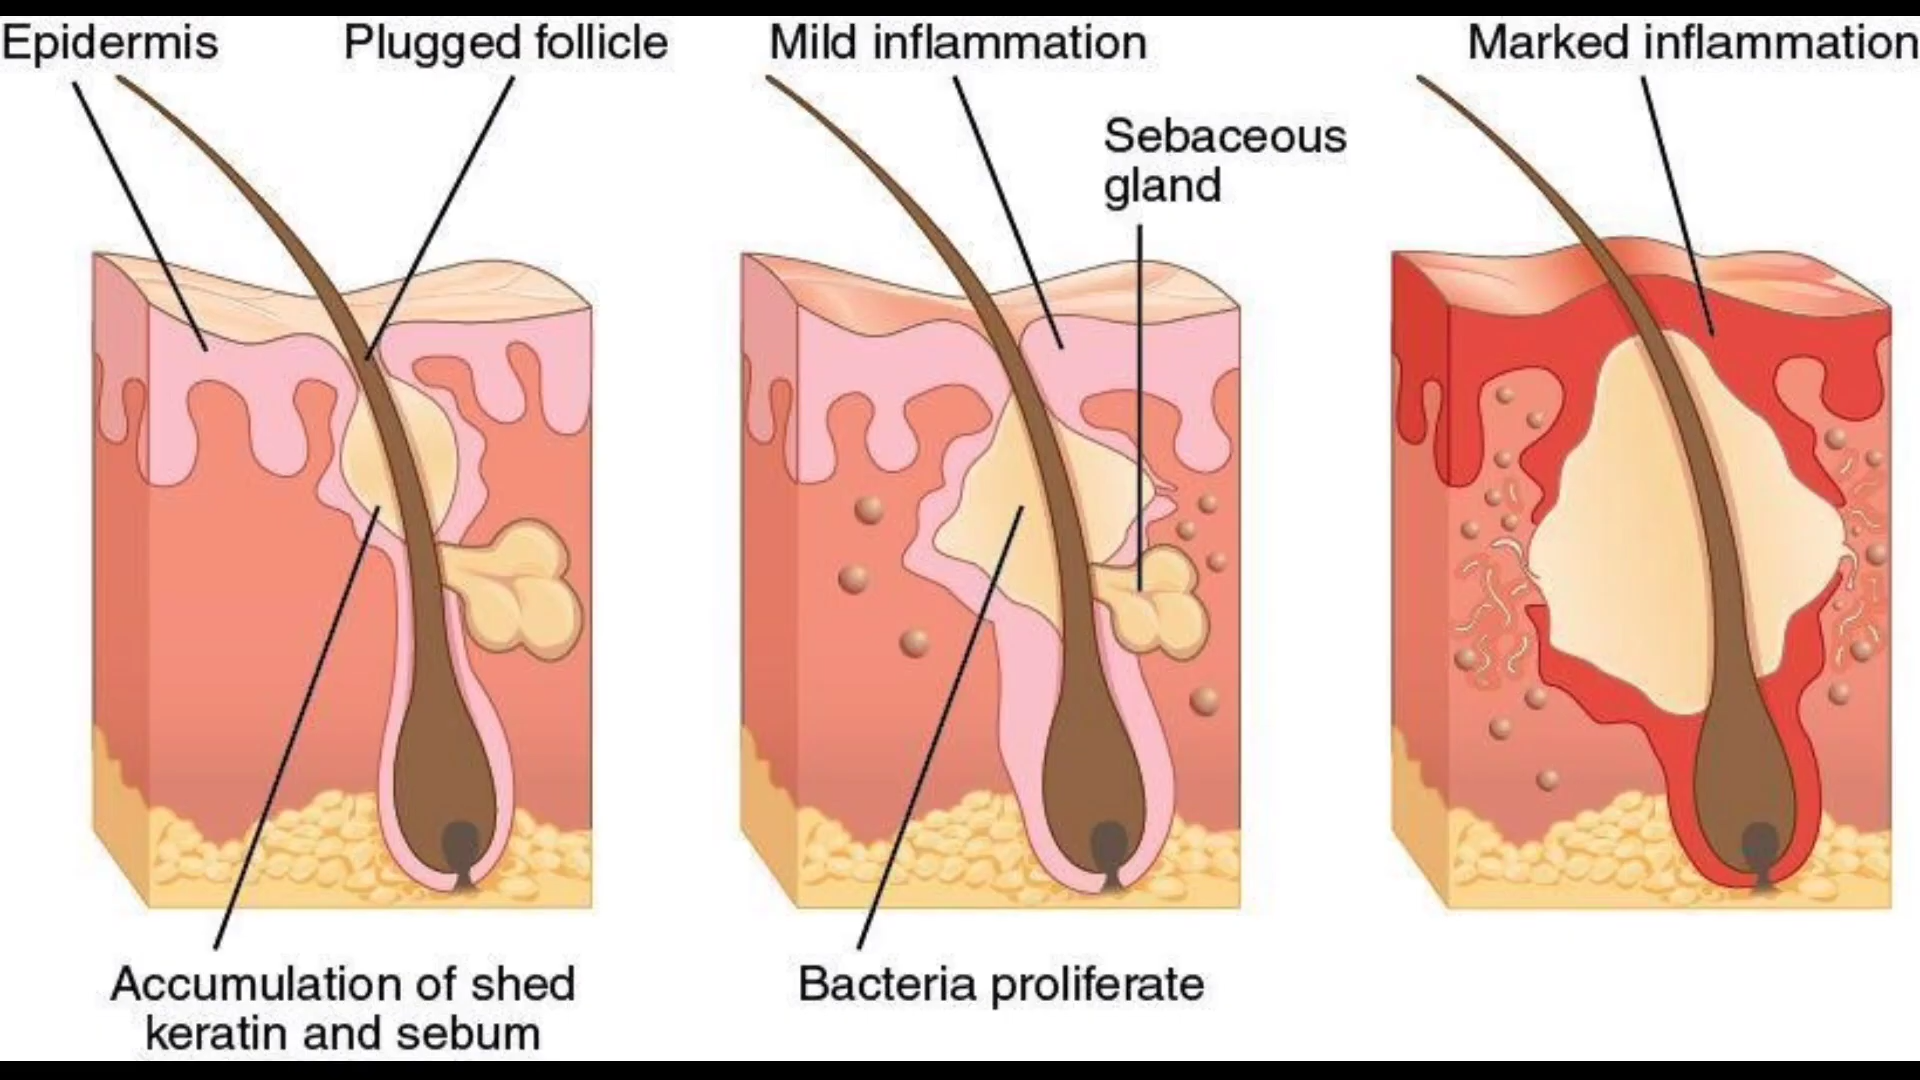 Epidermis
Plugged follicle
Mild inflammation
Sebaceous
gland
Marked inflammation
Accumulation of shed
keratin and sebum
Bacteria proliferate